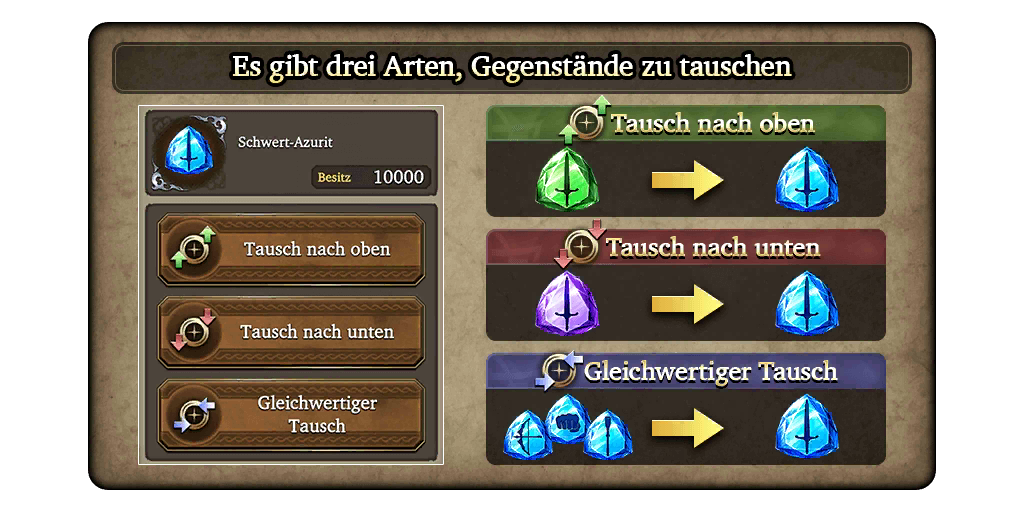 Es gibt drei Arten, Gegenstände zu tauschen
Schwert-Azurit
Besitz 10000
Tausch nach oben
Tausch nach unten
Gleichwertiger
Tausch
Tausch nach oben
Tausch nach unten
Gleichwertiger Tausch